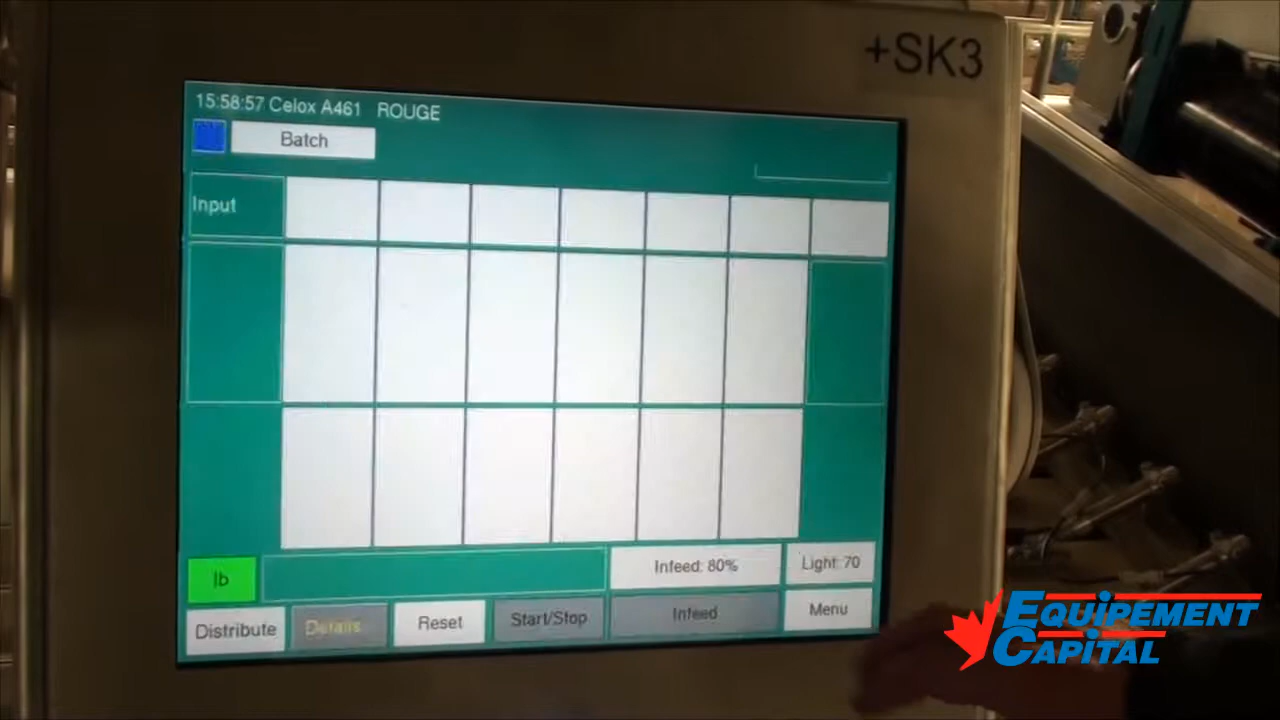 +SK3
15:58:57 Celox A461 ROUGE
Batch
Input
lb
Infeed: 80%
Light: 70
Distribute
Details
Reset
Start/Stop
Infeed
Menu
EQUIPEMENT
CAPITAL